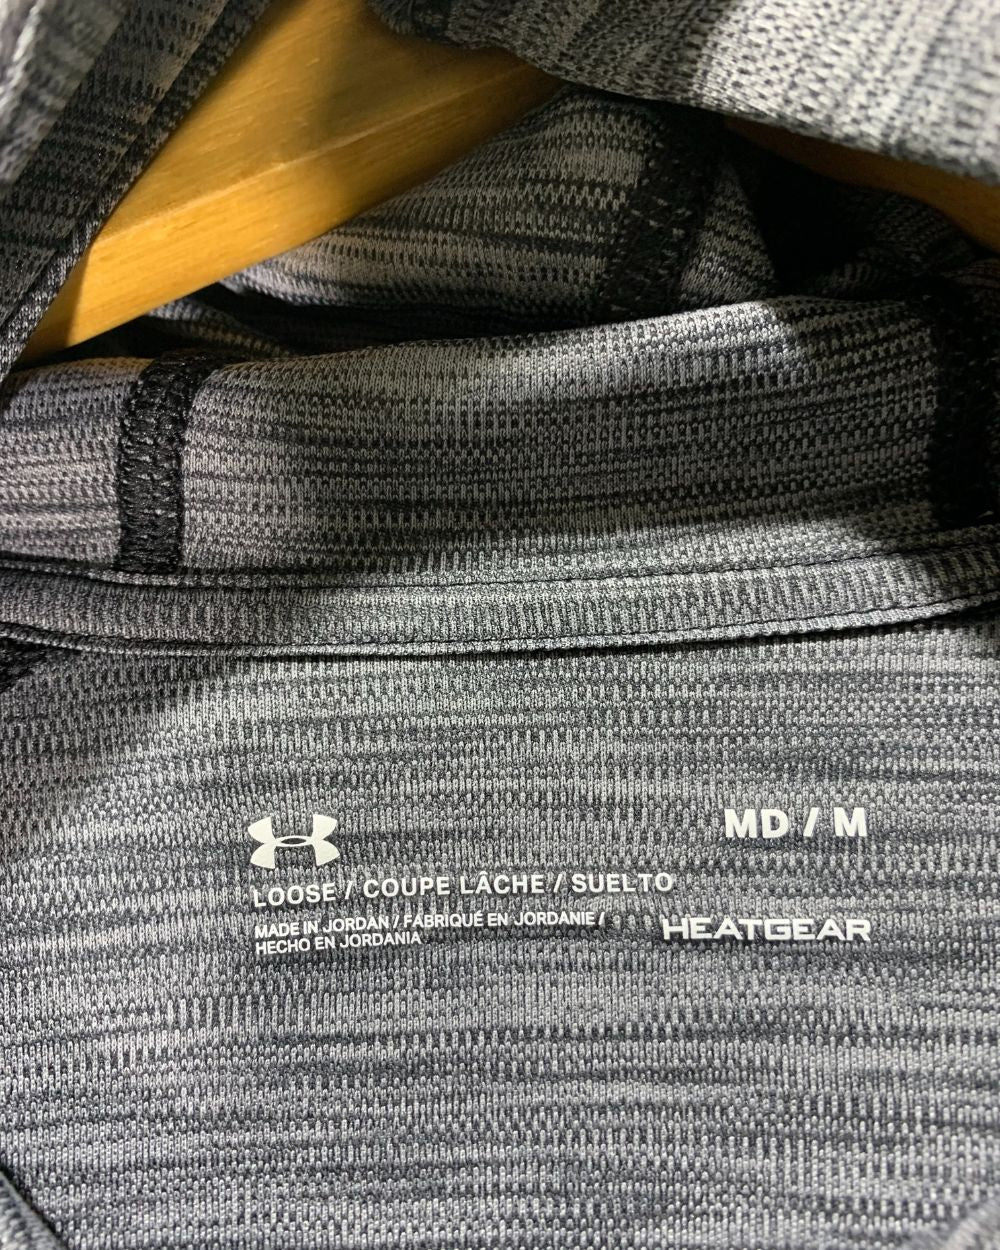 MD / M
LOOSE / COUPE LÂCHE / SUELTO
MADE IN JORDAN / FABRIQUÉ EN JORDANIE /
HECHO EN JORDANIA
HEATGEAR